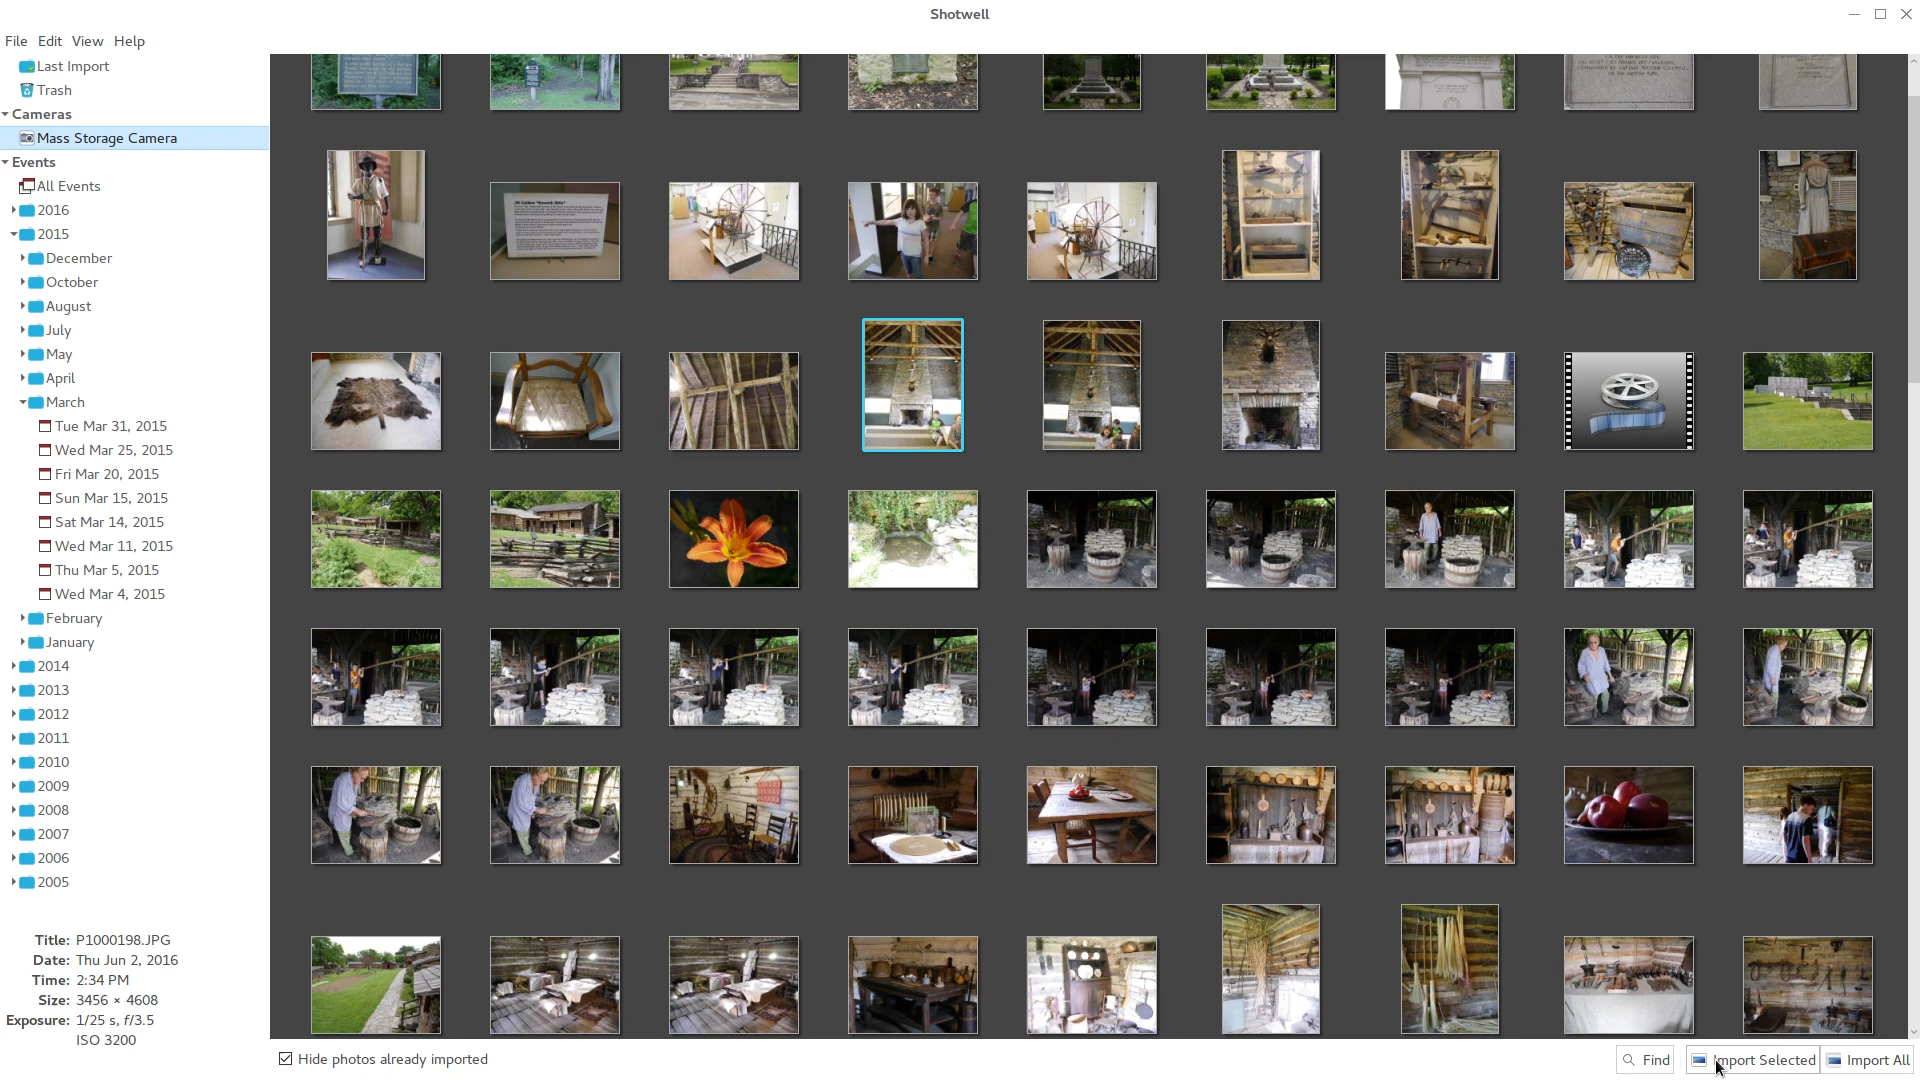 Shotwell
File Edit View Help
Last Import
Trash
Cameras
Mass Storage Camera
Events
All Events
2016
2015
December
October
August
July
May
April
March
Tue Mar 31, 2015
Wed Mar 25, 2015
Fri Mar 20, 2015
Sun Mar 15, 2015
Sat Mar 14, 2015
Wed Mar 11, 2015
Thu Mar 5, 2015
Wed Mar 4, 2015
February
January
2014
2013
2012
2011
2010
2009
2008
2007
2006
2005
Title: P1000198.JPG
Date: Thu Jun 2, 2016
Time: 2:34 PM
Size: 3456 × 4608
Exposure: 1/25 s, f/3.5
ISO 3200
Hide photos already imported
Find
Import Selected
Import All